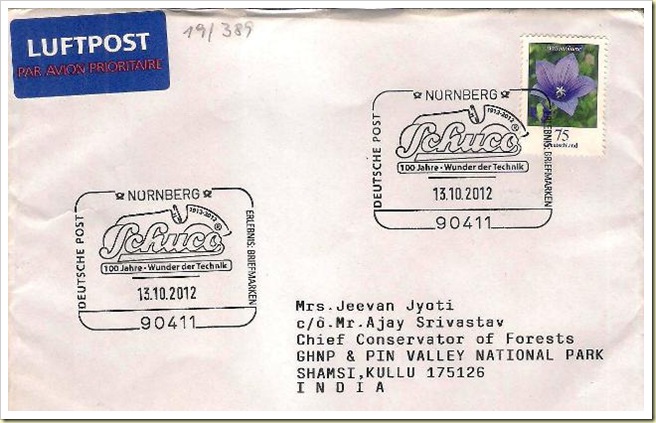 LUFTPOST
PAR AVION PRIORITAIRE
19/389
75
NÜRNBERG
1912-2012
Schuco ®
100 Jahre - Wunder der Technik
13.10.2012
90411
DEUTSCHE POST
ERLEBNIS: BRIEFMARKEN
NÜRNBERG
1912-2012
Schuco ®
100 Jahre - Wunder der Technik
13.10.2012
90411
DEUTSCHE POST
ERLEBNIS: BRIEFMARKEN
Mrs.Jeevan Jyoti
c/o.Mr.Ajay Srivastav
Chief Conservator of Forests
GHNP & PIN VALLEY NATIONAL PARK
SHAMSI,KULLU 175126
I N D I A